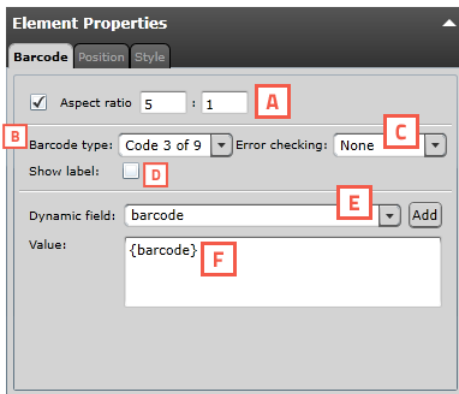 Element Properties
Barcode Position Style
Aspect ratio 5 : 1 A
B Barcode type: Code 3 of 9 Error checking: None C
Show label: D
Dynamic field: barcode E Add
Value: {barcode} F